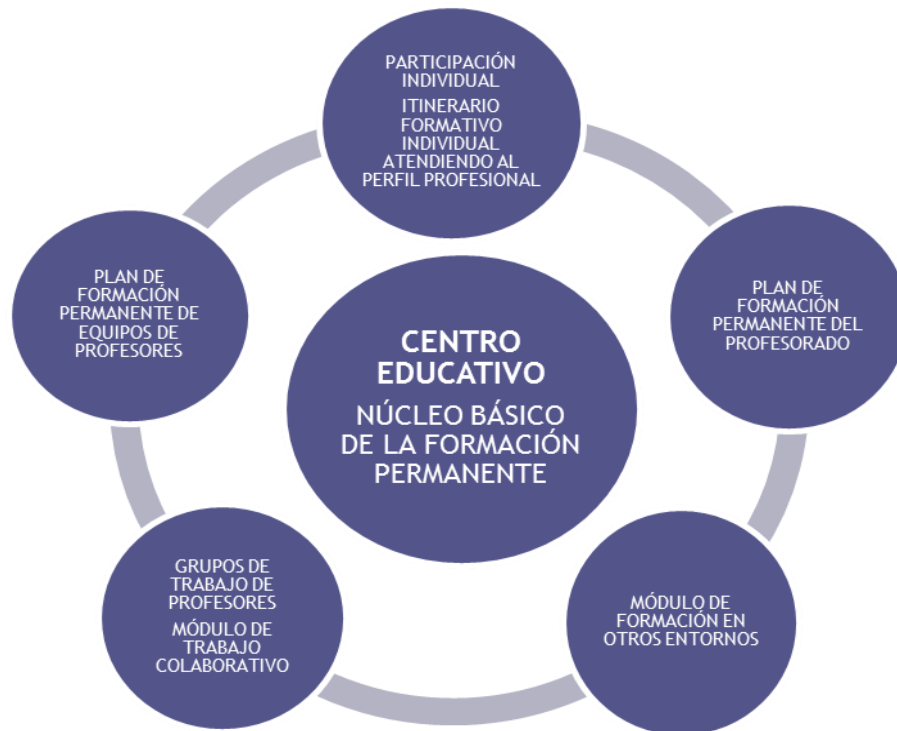 PARTICIPACIÓN
INDIVIDUAL
ITINERARIO
FORMATIVO
INDIVIDUAL
ATENDIENDO AL
PERFIL PROFESIONAL
PLAN DE
FORMACIÓN
PERMANENTE DEL
PROFESORADO
MÓDULO DE
FORMACIÓN EN
OTROS ENTORNOS
GRUPOS DE
TRABAJO DE
PROFESORES
MÓDULO DE
TRABAJO
COLABORATIVO
PLAN DE
FORMACIÓN
PERMANENTE DE
EQUIPOS DE
PROFESORES
CENTRO
EDUCATIVO
NÚCLEO BÁSICO
DE LA FORMACIÓN
PERMANENTE